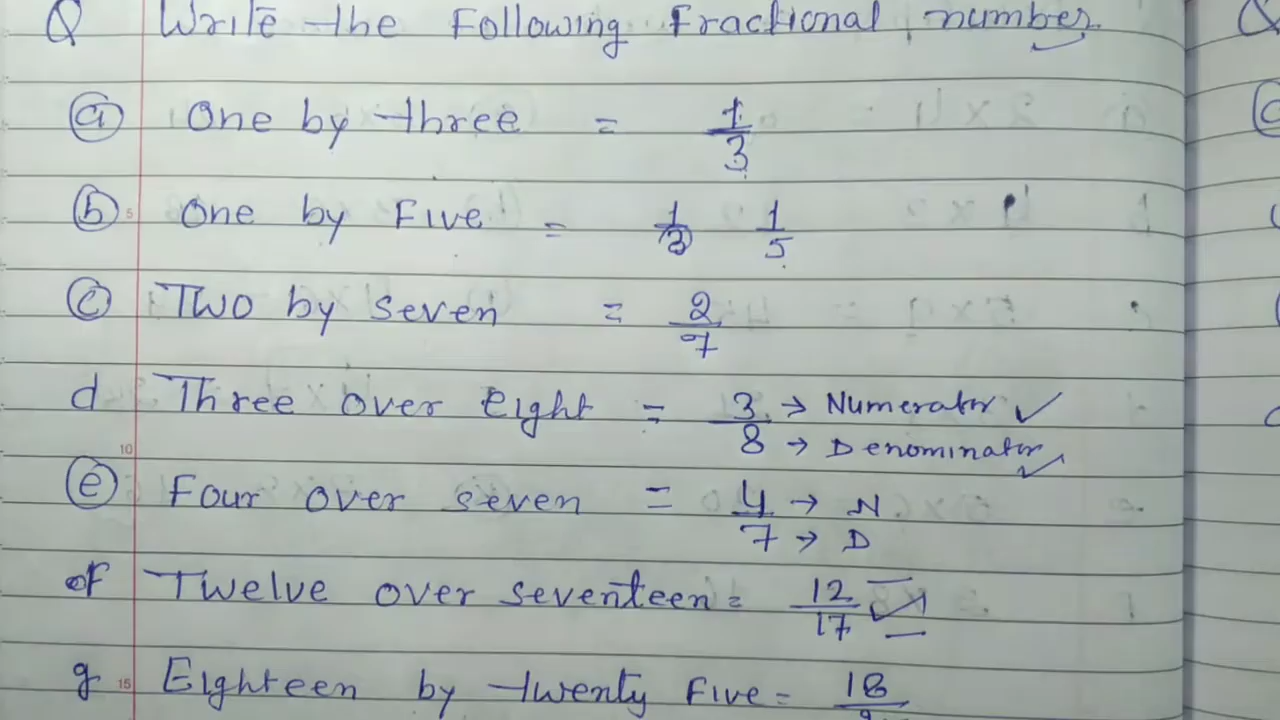 Q Write the Following Fractional number
(a) One by three = 1/3
(b) One by Five = 1/3 1/5
(c) Two by seven = 2/7
d Three over Eight = 3/8 → Numerator ✓ → Denominator ✓
(e) Four over seven = 4/7 → N → D
f Twelve over seventeen = 12/17
g Eighteen by twenty Five = 18